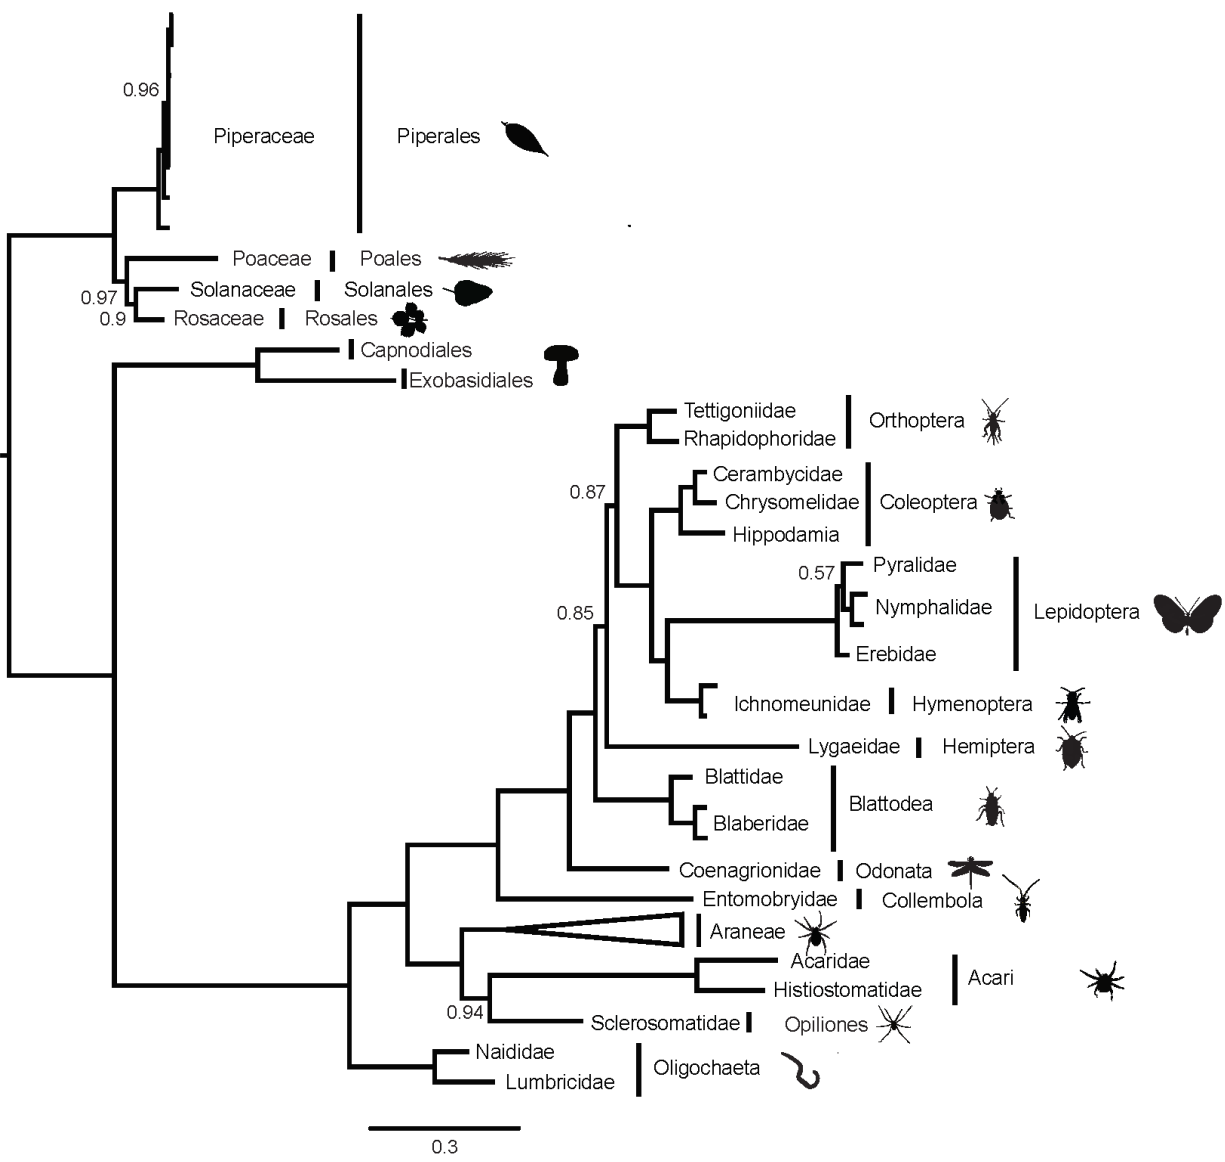 0.96
Piperaceae Piperales
Poaceae Poales
0.97 Solanaceae Solanales
0.9 Rosaceae Rosales
Capnodiales
Exobasidiales
Tettigoniidae Orthoptera
Rhapidophoridae
Cerambycidae
0.87 Chrysomelidae Coleoptera
Hippodamia
0.57 Pyralidae
0.85 Nymphalidae Lepidoptera
Erebidae
Ichnomeunidae Hymenoptera
Lygaeidae Hemiptera
Blattidae
Blattodea
Blaberidae
Coenagrionidae Odonata
Entomobryidae Collembola
Araneae
Acaridae
Acari
Histiostomatidae
0.94 Sclerosomatidae Opiliones
Naididae
Oligochaeta
Lumbricidae
0.3